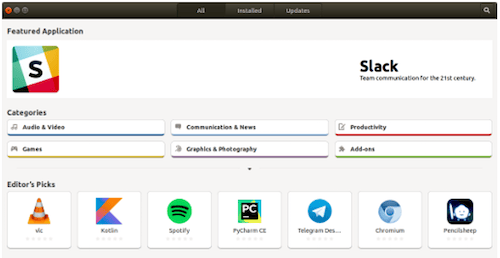 All Installed Updates
Featured Application
S
Slack
Team communication for the 21st century.
Categories
Audio & Video Communication & News Productivity
Games Graphics & Photography Add-ons
Editor's Picks
PC
vlc Kotlin Spotify PyCharm CE Telegram Des... Chromium Pencilsheep